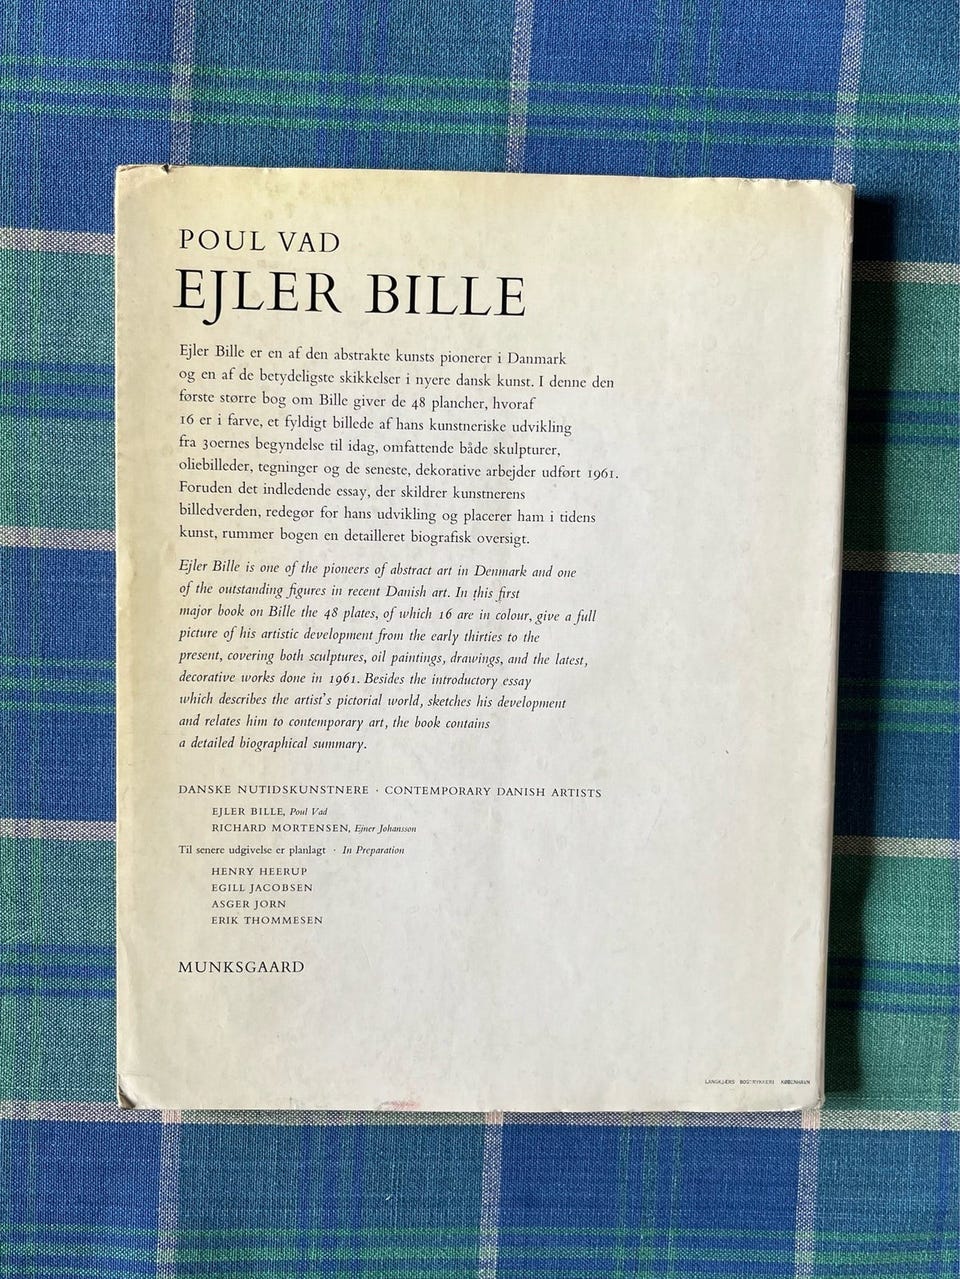 POUL VAD
EJLER BILLE
Ejler Bille er en af den abstrakte kunsts pionerer i Danmark
og en af de betydeligste skikkelser i nyere dansk kunst. I denne den
første større bog om Bille giver de 48 plancher, hvoraf
16 er i farve, et fyldigt billede af hans kunstneriske udvikling
fra 30ernes begyndelse til idag, omfattende både skulpturer,
oliebilleder, tegninger og de seneste, dekorative arbejder udført 1961.
Foruden det indledende essay, der skildrer kunstnerens
billedverden, redegør for hans udvikling og placerer ham i tidens
kunst, rummer bogen en detailleret biografisk oversigt.
Ejler Bille is one of the pioneers of abstract art in Denmark and one
of the outstanding figures in recent Danish art. In this first
major book on Bille the 48 plates, of which 16 are in colour, give a full
picture of his artistic development from the early thirties to the
present, covering both sculptures, oil paintings, drawings, and the latest,
decorative works done in 1961. Besides the introductory essay
which describes the artist's pictorial world, sketches his development
and relates him to contemporary art, the book contains
a detailed biographical summary.
DANSKE NUTIDSKUNSTNERE · CONTEMPORARY DANISH ARTISTS
EJLER BILLE, Poul Vad
RICHARD MORTENSEN, Ejner Johansson
Til senere udgivelse er planlagt · In Preparation
HENRY HEERUP
EGILL JACOBSEN
ASGER JORN
ERIK THOMMESEN
MUNKSGAARD
LANGKJÆRS BOGTRYKKERI KØBENHAVN